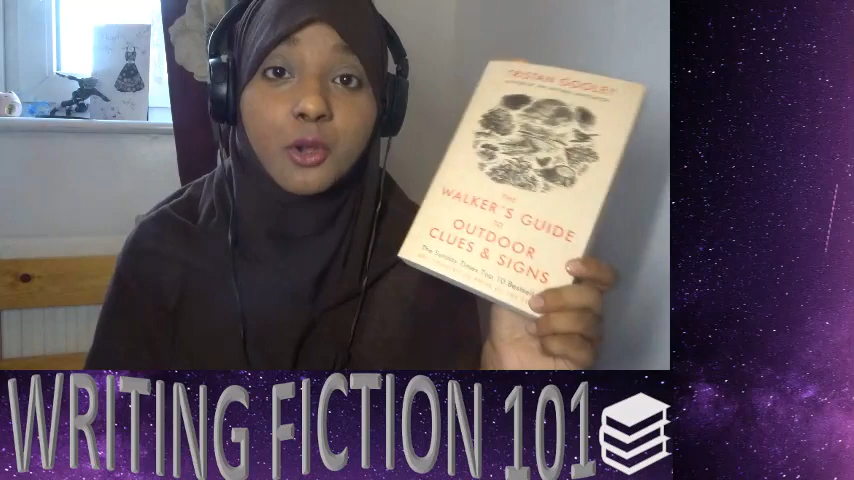 TRISTAN GOOLEY
THE
WALKER'S GUIDE
TO
OUTDOOR
CLUES & SIGNS
The Sunday Times Top 10 Bestseller
WRITING FICTION 101